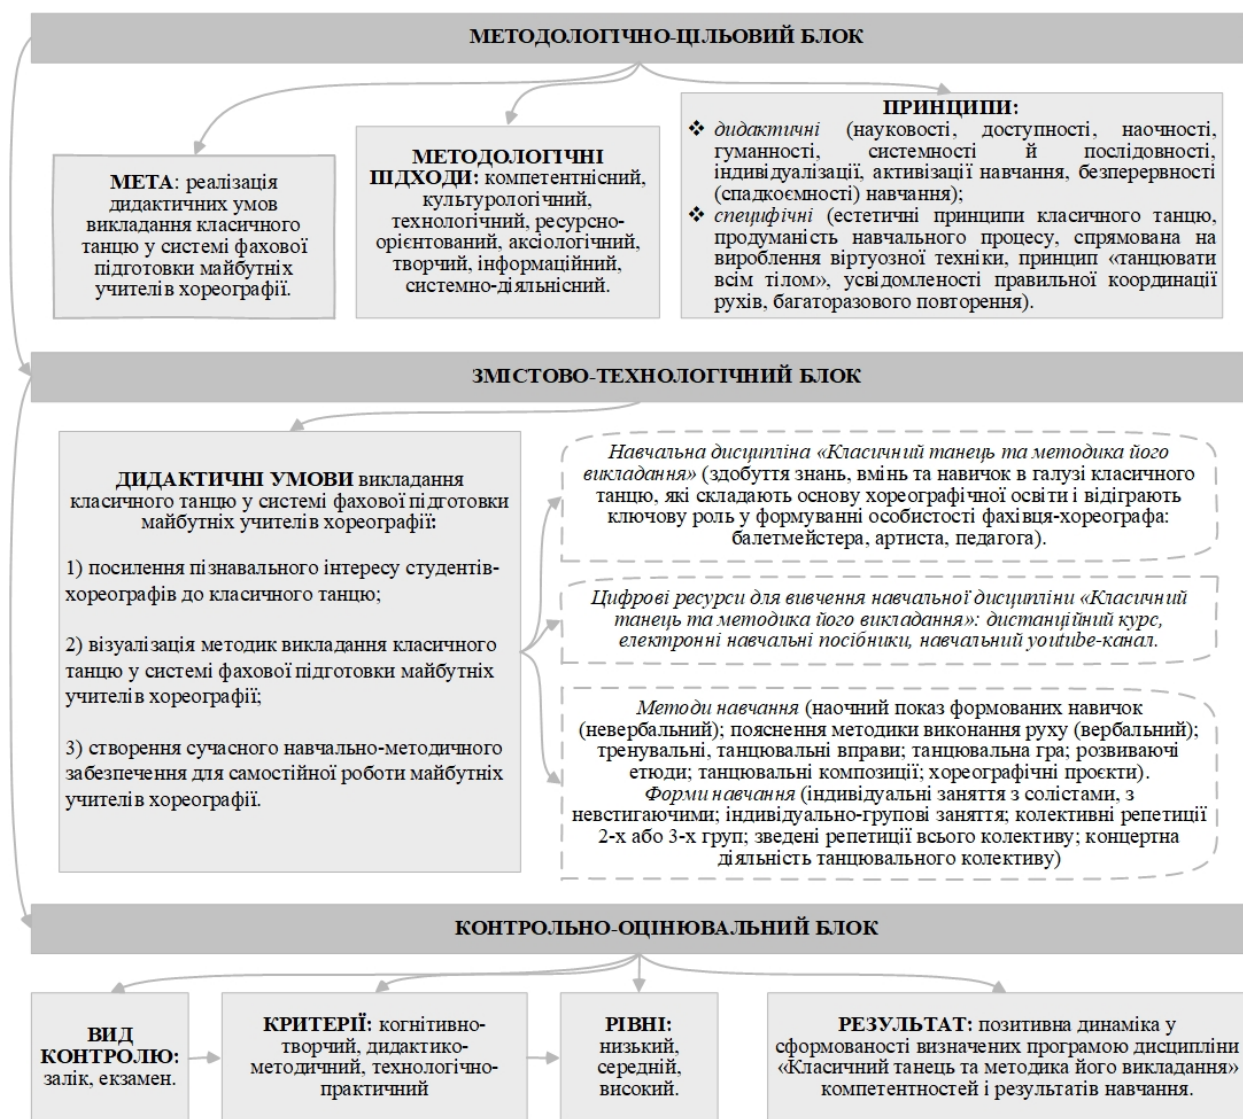 МЕТОДОЛОГІЧНО-ЦІЛЬОВИЙ БЛОК
МЕТА: реалізація
дидактичних умов
викладання класичного
танцю у системі фахової
підготовки майбутніх
учителів хореографії.
МЕТОДОЛОГІЧНІ
ПІДХОДИ: компетентнісний,
культурологічний,
технологічний, ресурсно-
орієнтований, аксіологічний,
творчий, інформаційний,
системно-діяльнісний.
ПРИНЦИПИ:
❖ дидактичні (науковості, доступності, наочності,
гуманності, системності й послідовності,
індивідуалізації, активізації навчання, безперервності
(спадкоємності) навчання);
❖ специфічні (естетичні принципи класичного танцю,
продуманість навчального процесу, спрямована на
вироблення віртуозної техніки, принцип «танцювати
всім тілом», усвідомленості правильної координації
рухів, багаторазового повторення).
ЗМІСТОВО-ТЕХНОЛОГІЧНИЙ БЛОК
ДИДАКТИЧНІ УМОВИ викладання
класичного танцю у системі фахової підготовки
майбутніх учителів хореографії:
1) посилення пізнавального інтересу студентів-
хореографів до класичного танцю;
2) візуалізація методик викладання класичного
танцю у системі фахової підготовки майбутніх
учителів хореографії;
3) створення сучасного навчально-методичного
забезпечення для самостійної роботи майбутніх
учителів хореографії.
Навчальна дисципліна «Класичний танець та методика його
викладання» (здобуття знань, вмінь та навичок в галузі класичного
танцю, які складають основу хореографічної освіти і відіграють
ключову роль у формуванні особистості фахівця-хореографа:
балетмейстера, артиста, педагога).
Цифрові ресурси для вивчення навчальної дисципліни «Класичний
танець та методика його викладання»: дистанційний курс,
електронні навчальні посібники, навчальний youtube-канал.
Методи навчання (наочний показ формованих навичок
(невербальний); пояснення методики виконання руху (вербальний);
тренувальні, танцювальні вправи; танцювальна гра; розвиваючі
етюди; танцювальні композиції; хореографічні проєкти).
Форми навчання (індивідуальні заняття з солістами, з
невстигаючими; індивідуально-групові заняття; колективні репетиції
2-х або 3-х груп; зведені репетиції всього колективу; концертна
діяльність танцювального колективу)
КОНТРОЛЬНО-ОЦІНЮВАЛЬНИЙ БЛОК
ВИД
КОНТРОЛЮ:
залік, екзамен.
КРИТЕРІЇ: когнітивно-
творчий, дидактико-
методичний, технологічно-
практичний
РІВНІ:
низький,
середній,
високий.
РЕЗУЛЬТАТ: позитивна динаміка у
сформованості визначених програмою дисципліни
«Класичний танець та методика його викладання»
компетентностей і результатів навчання.